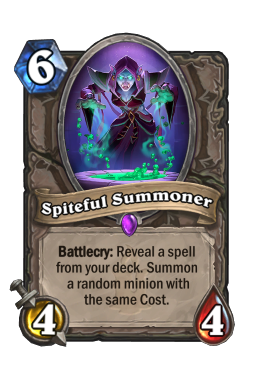 6
Spiteful Summoner
Battlecry: Reveal a spell
from your deck. Summon
a random minion with
the same Cost.
4
4